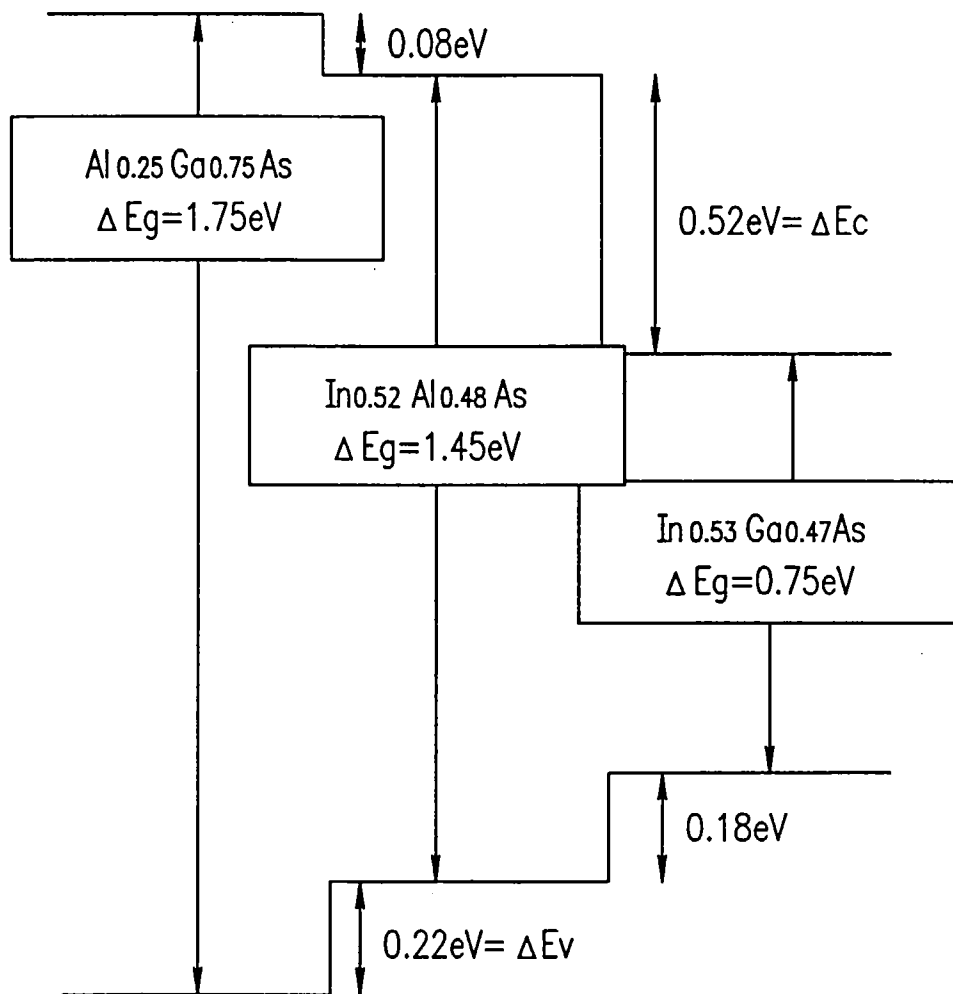 0.08eV
Al0.25 Ga0.75 As
Δ Eg=1.75eV
0.52eV= ΔEc
In0.52 Al0.48 As
Δ Eg=1.45eV
In0.53 Ga0.47As
Δ Eg=0.75eV
0.18eV
0.22eV= ΔEv